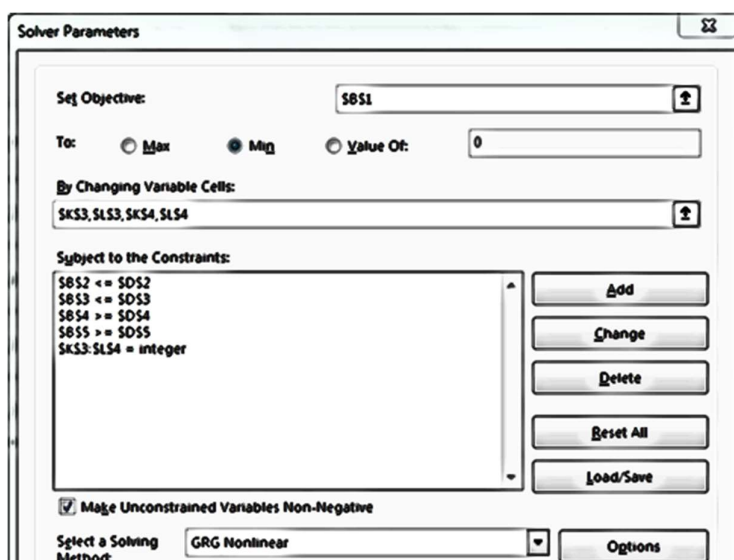 Solver Parameters
Set Objective: $B$1
To: Max Min Value Of: 0
By Changing Variable Cells:
$K$3,$L$3,$K$4,$L$4
Subject to the Constraints:
$B$2 <= $D$2
$B$3 <= $D$3
$B$4 >= $D$4
$B$5 >= $D$5
$K$3:$L$4 = integer
Add
Change
Delete
Reset All
Load/Save
Make Unconstrained Variables Non-Negative
Select a Solving
Method:
GRG Nonlinear
Options